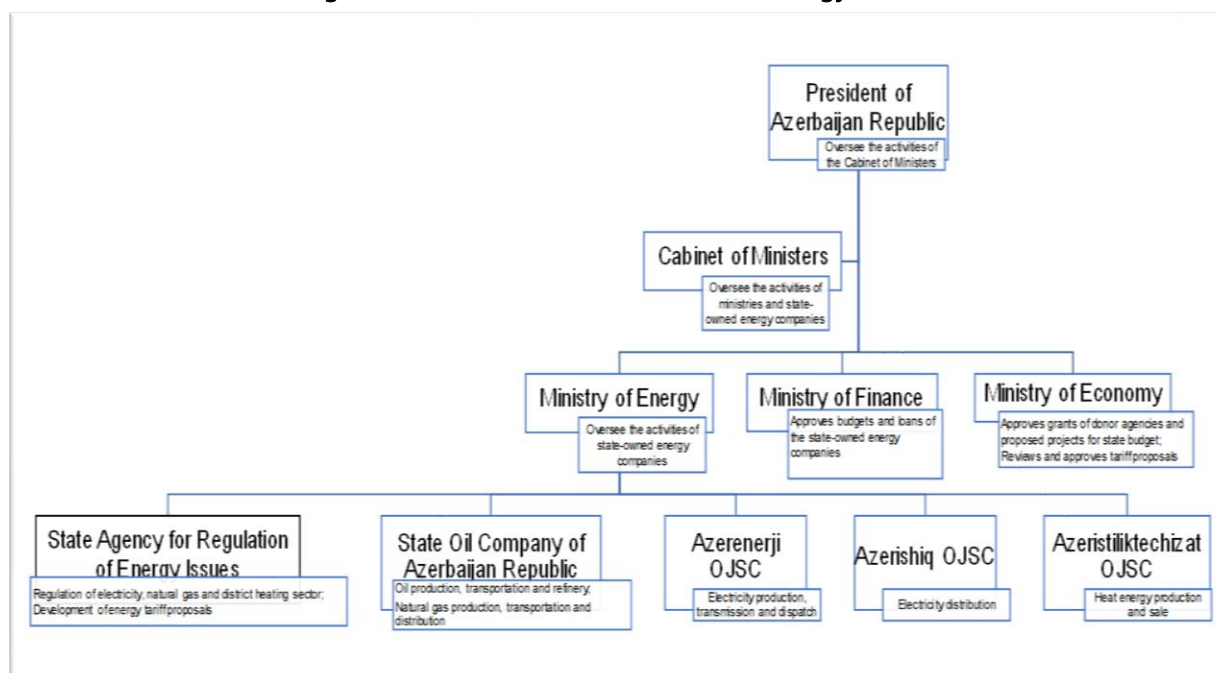 President of
Azerbaijan Republic
Oversee the activities of
the Cabinet of Ministers
Cabinet of Ministers
Oversee the activities of
ministries and state-
owned energy companies
Ministry of Energy
Oversee the activities of
state-owned energy
companies
Ministry of Finance
Approves budgets and loans of
the state-owned energy
companies
Ministry of Economy
Approves grants of donor agencies and
proposed projects for state budget;
Reviews and approves tariff proposals
State Agency for Regulation
of Energy Issues
Regulation of electricity, natural gas and district heating sector;
Development of energy tariff proposals
State Oil Company of
Azerbaijan Republic
Oil production, transportation and refinery,
Natural gas production, transportation and
distribution
Azerenerji
OJSC
Electricity production,
transmission and dispatch
Azerishiq OJSC
Electricity distribution
Azeristiliktechizat
OJSC
Heat energy production
and sale